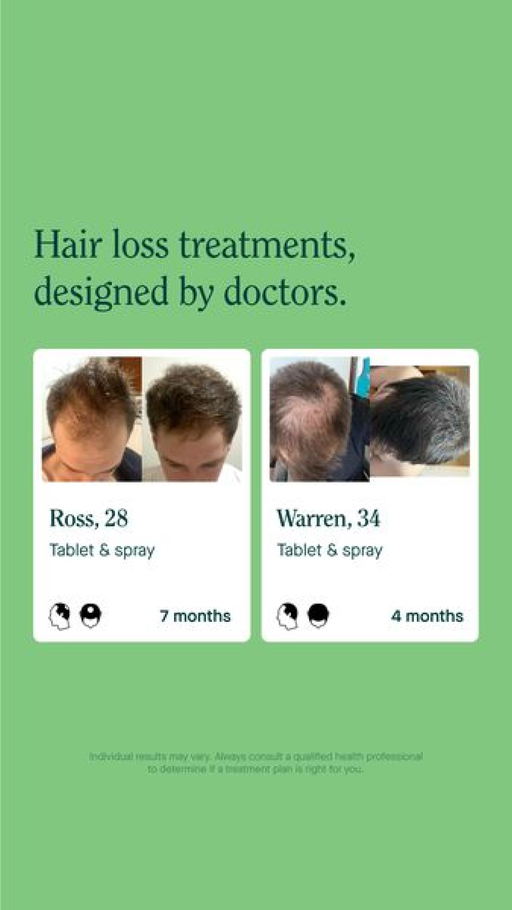 Hair loss treatments,
designed by doctors.
Ross, 28
Tablet & spray
7 months
Warren, 34
Tablet & spray
4 months
Individual results may vary. Always consult a qualified health professional
to determine if a treatment plan is right for you.